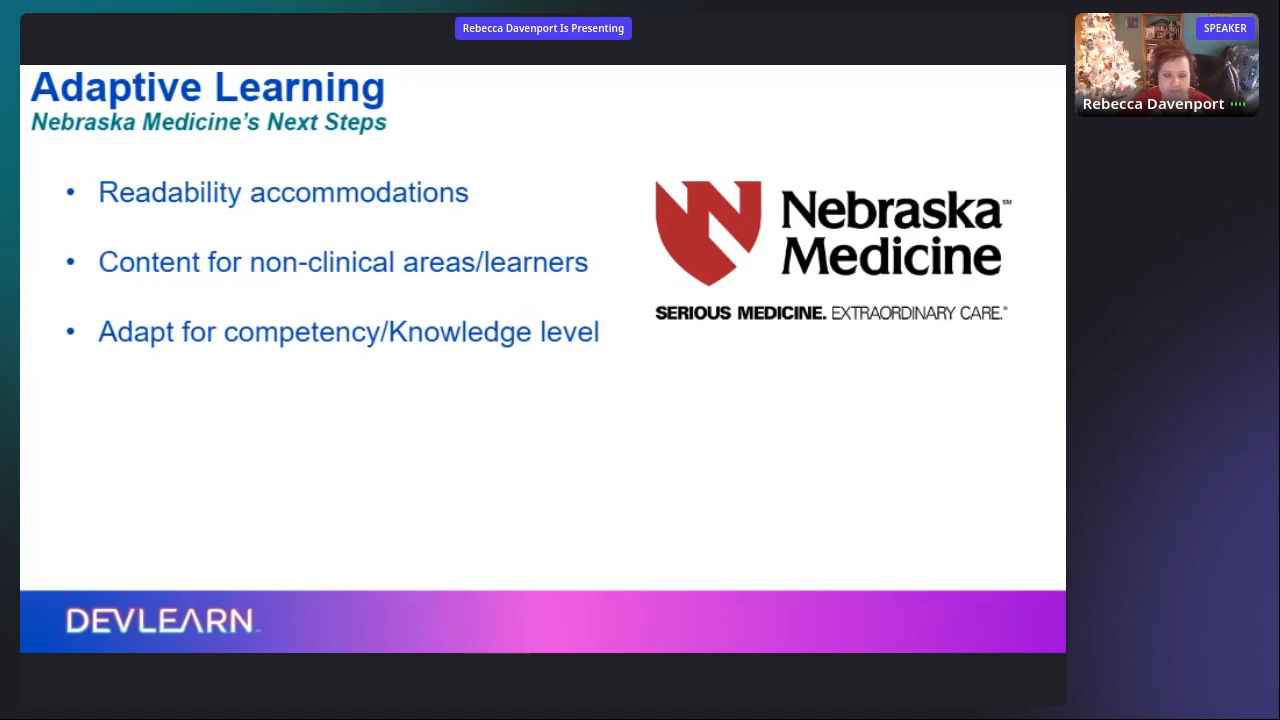 Rebecca Davenport Is Presenting
SPEAKER
Rebecca Davenport
Adaptive Learning
Nebraska Medicine's Next Steps
• Readability accommodations
• Content for non-clinical areas/learners
• Adapt for competency/Knowledge level
Nebraska℠
Medicine
SERIOUS MEDICINE. EXTRAORDINARY CARE.®
DEVLEARN